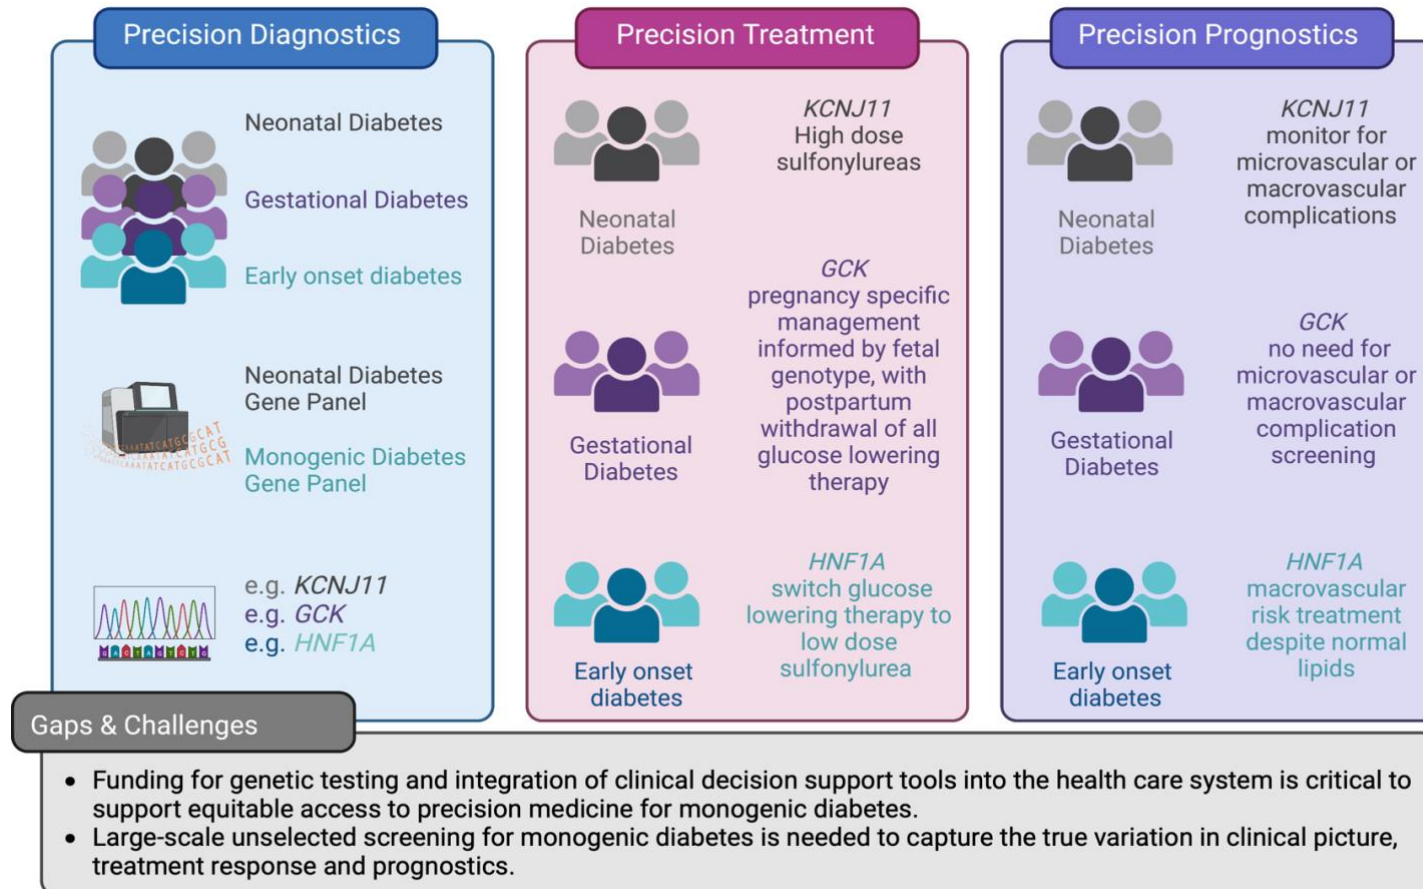 Precision Diagnostics
Neonatal Diabetes
Gestational Diabetes
Early onset diabetes
Neonatal Diabetes
Gene Panel
Monogenic Diabetes
Gene Panel
e.g. KCNJ11
e.g. GCK
e.g. HNF1A
Precision Treatment
Neonatal
Diabetes
KCNJ11
High dose
sulfonylureas
Gestational
Diabetes
GCK
pregnancy specific
management
informed by fetal
genotype, with
postpartum
withdrawal of all
glucose lowering
therapy
Early onset
diabetes
HNF1A
switch glucose
lowering therapy to
low dose
sulfonylurea
Precision Prognostics
Neonatal
Diabetes
KCNJ11
monitor for
microvascular or
macrovascular
complications
Gestational
Diabetes
GCK
no need for
microvascular or
macrovascular
complication
screening
Early onset
diabetes
HNF1A
macrovascular
risk treatment
despite normal
lipids
Gaps & Challenges
• Funding for genetic testing and integration of clinical decision support tools into the health care system is critical to
support equitable access to precision medicine for monogenic diabetes.
• Large-scale unselected screening for monogenic diabetes is needed to capture the true variation in clinical picture,
treatment response and prognostics.